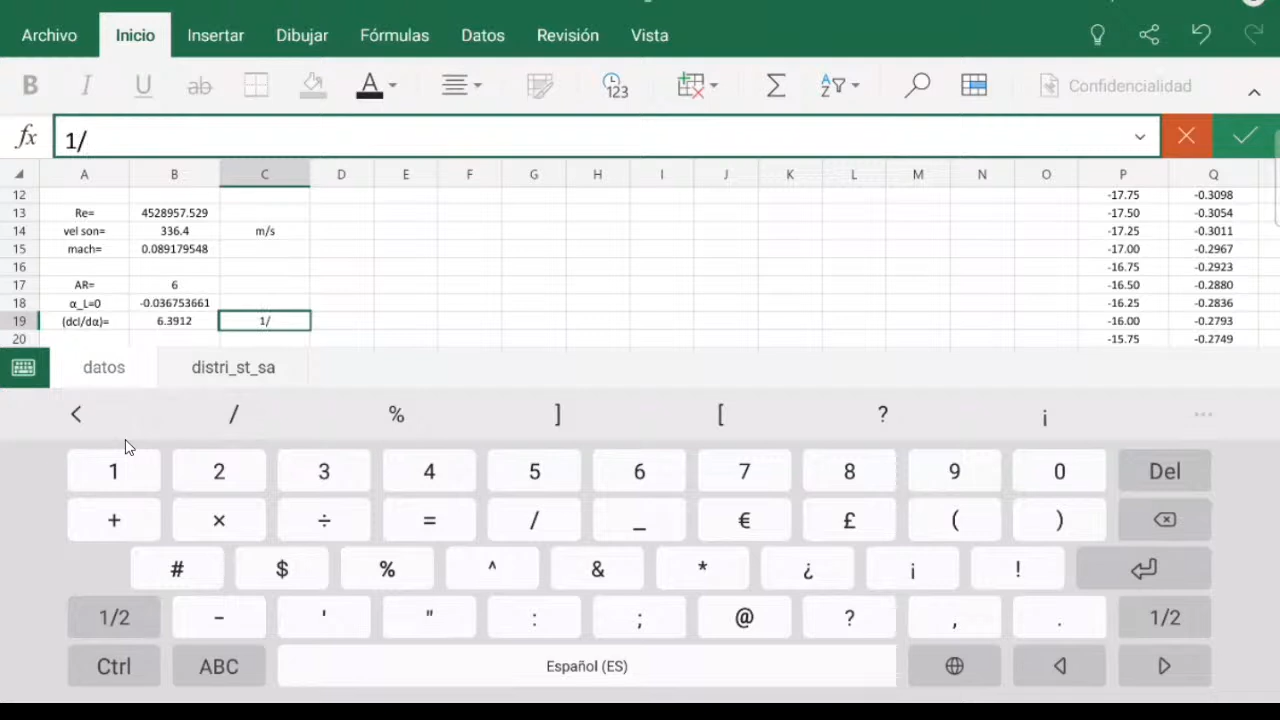 Archivo Inicio Insertar Dibujar Fórmulas Datos Revisión Vista
B I U ab A 123 Σ A Z Confidencialidad
fx 1/
A B C D E F G H I J K L M N O P Q
12 -17.75 -0.3098
13 Re= 4528957.529 -17.50 -0.3054
14 vel son= 336.4 m/s -17.25 -0.3011
15 mach= 0.089179548 -17.00 -0.2967
16 -16.75 -0.2923
17 AR= 6 -16.50 -0.2880
18 α_L=0 -0.036753661 -16.25 -0.2836
19 (dcl/dα)= 6.3912 1/ -16.00 -0.2793
20 -15.75 -0.2749
datos distri_st_sa
/ % ] [ ? ¡ ...
1 2 3 4 5 6 7 8 9 0 Del
+ × ÷ = / _ € £ ( )
# $ % ^ & * ¿ ¡ !
1/2 - ' " : ; @ ? , . 1/2
Ctrl ABC Español (ES)